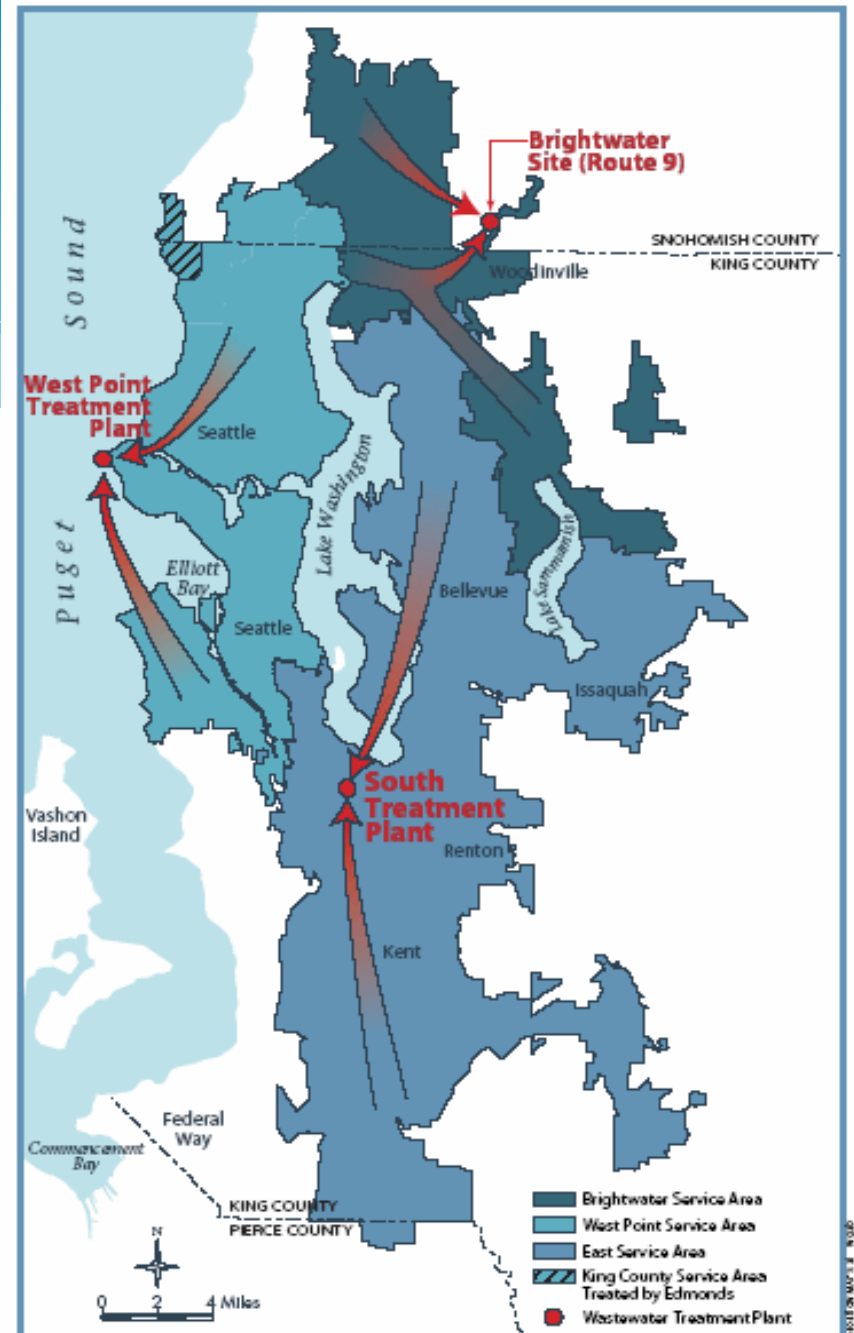 Brightwater
Site (Route 9)
SNOHOMISH COUNTY
KING COUNTY
Woodinville
Puget Sound
West Point
Treatment
Plant
Seattle
Lake Washington
Elliott
Bay
Bellevue
Lake Sammamish
Seattle
Issaquah
South
Treatment
Plant
Vashon
Island
Renton
Kent
Federal
Way
Commencement
Bay
KING COUNTY
PIERCE COUNTY
N
0 2 4 Miles
Brightwater Service Area
West Point Service Area
East Service Area
King County Service Area
Treated by Edmonds
Wastewater Treatment Plant